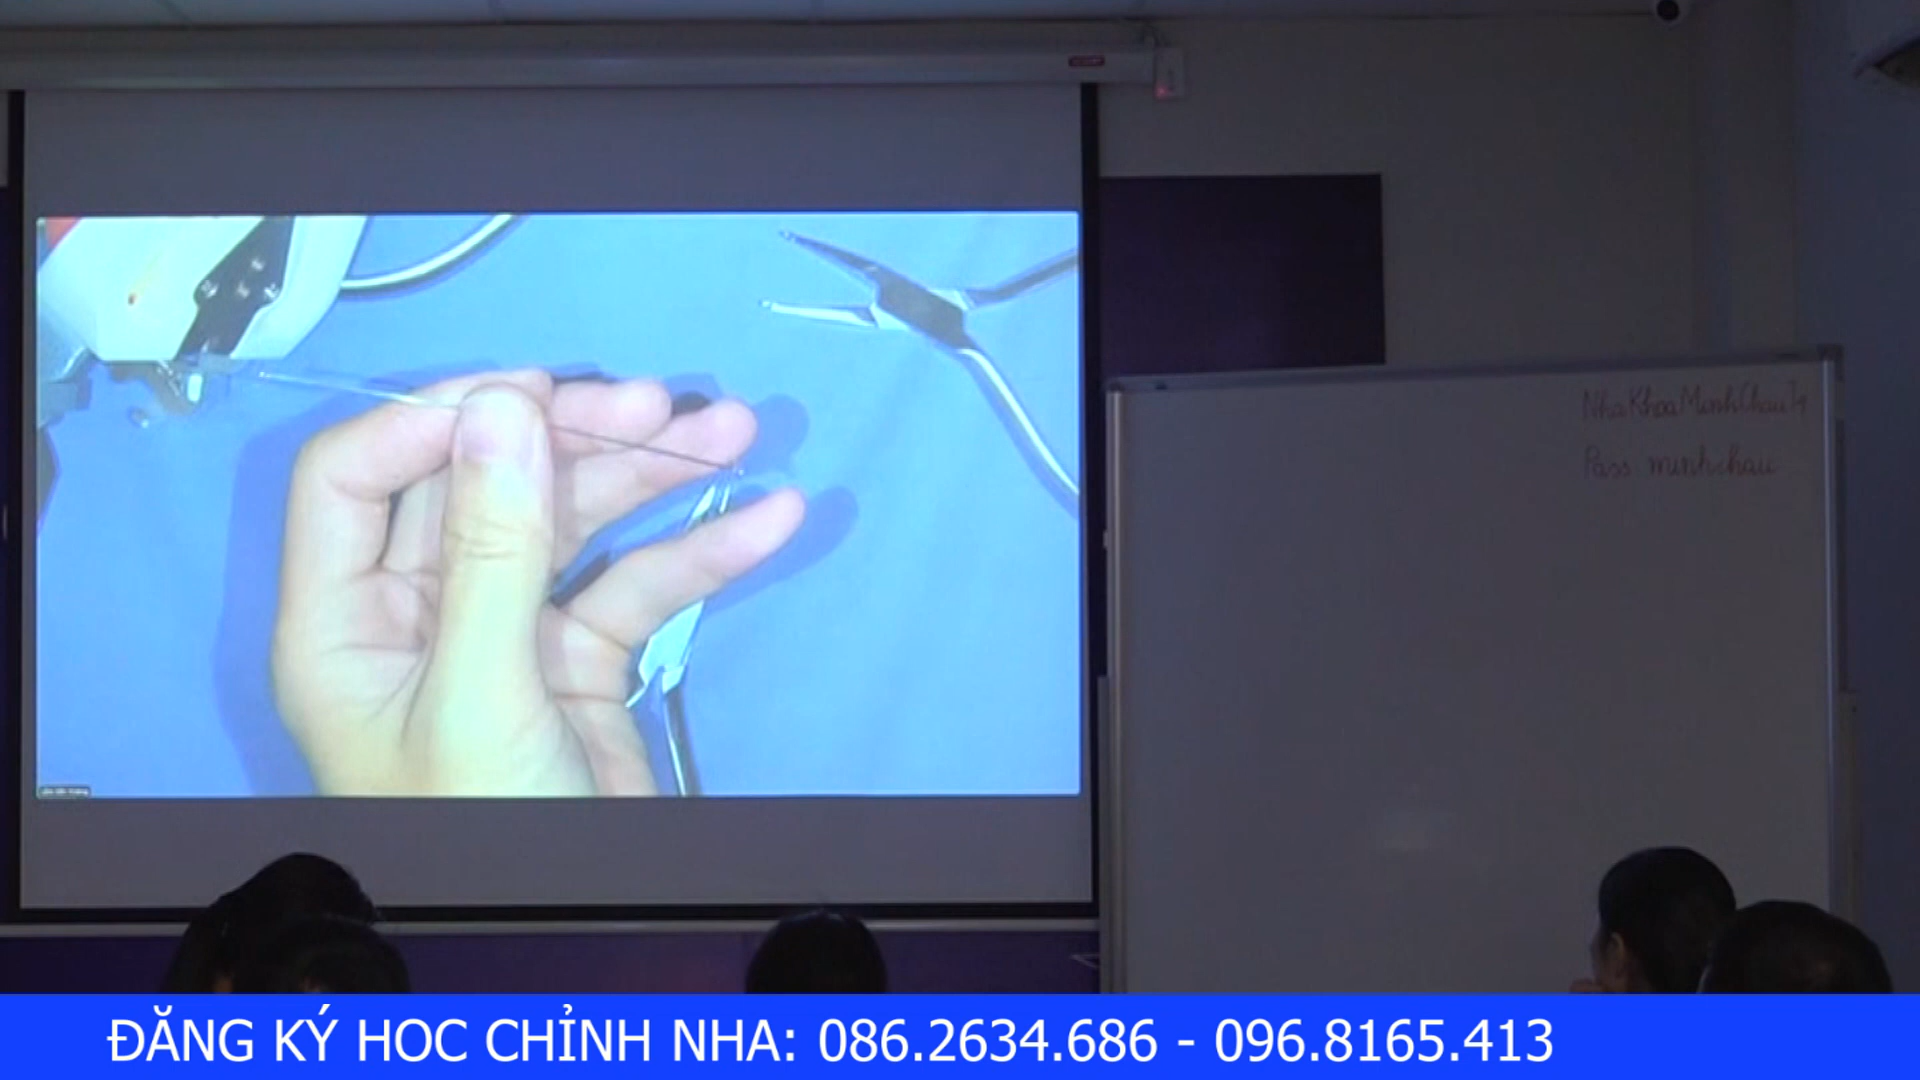 NhaKhoaMinhChau
Pass minhchau
ĐĂNG KÝ HOC CHỈNH NHA: 086.2634.686 - 096.8165.413